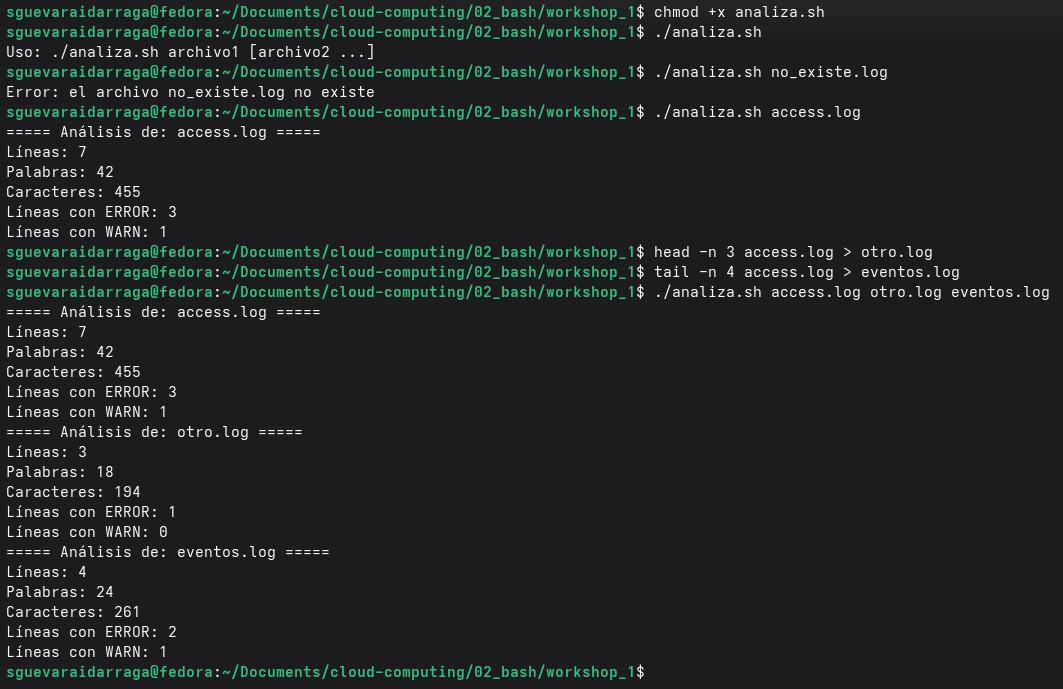 sguevaraidarraga@fedora:~/Documents/cloud-computing/02_bash/workshop_1$ chmod +x analiza.sh
sguevaraidarraga@fedora:~/Documents/cloud-computing/02_bash/workshop_1$ ./analiza.sh
Uso: ./analiza.sh archivo1 [archivo2 ...]
sguevaraidarraga@fedora:~/Documents/cloud-computing/02_bash/workshop_1$ ./analiza.sh no_existe.log
Error: el archivo no_existe.log no existe
sguevaraidarraga@fedora:~/Documents/cloud-computing/02_bash/workshop_1$ ./analiza.sh access.log
===== Análisis de: access.log =====
Líneas: 7
Palabras: 42
Caracteres: 455
Líneas con ERROR: 3
Líneas con WARN: 1
sguevaraidarraga@fedora:~/Documents/cloud-computing/02_bash/workshop_1$ head -n 3 access.log > otro.log
sguevaraidarraga@fedora:~/Documents/cloud-computing/02_bash/workshop_1$ tail -n 4 access.log > eventos.log
sguevaraidarraga@fedora:~/Documents/cloud-computing/02_bash/workshop_1$ ./analiza.sh access.log otro.log eventos.log
===== Análisis de: access.log =====
Líneas: 7
Palabras: 42
Caracteres: 455
Líneas con ERROR: 3
Líneas con WARN: 1
===== Análisis de: otro.log =====
Líneas: 3
Palabras: 18
Caracteres: 194
Líneas con ERROR: 1
Líneas con WARN: 0
===== Análisis de: eventos.log =====
Líneas: 4
Palabras: 24
Caracteres: 261
Líneas con ERROR: 2
Líneas con WARN: 1
sguevaraidarraga@fedora:~/Documents/cloud-computing/02_bash/workshop_1$